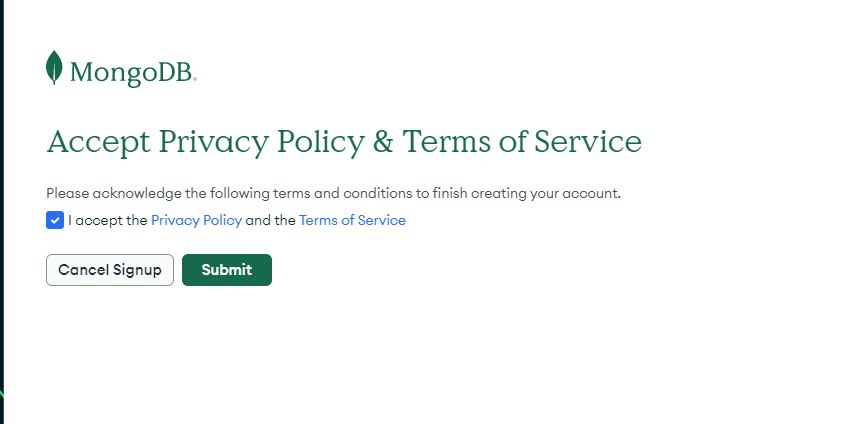 MongoDB.
Accept Privacy Policy & Terms of Service
Please acknowledge the following terms and conditions to finish creating your account.
I accept the Privacy Policy and the Terms of Service
Cancel Signup Submit